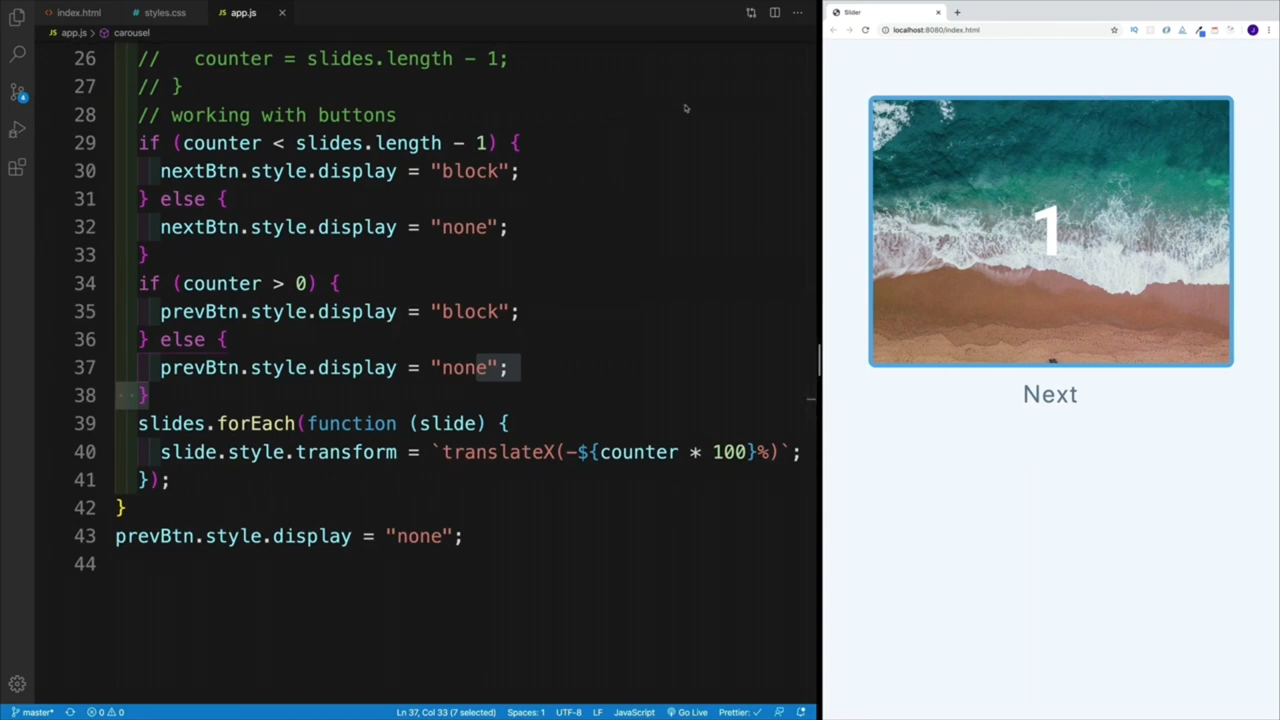 index.html
styles.css
app.js
app.js
carousel
26 //   counter = slides.length - 1;
27 // }
28 // working with buttons
29 if (counter < slides.length - 1) {
30 nextBtn.style.display = "block";
31 } else {
32 nextBtn.style.display = "none";
33 }
34 if (counter > 0) {
35 prevBtn.style.display = "block";
36 } else {
37 prevBtn.style.display = "none";
38 }
39 slides.forEach(function (slide) {
40 slide.style.transform = `translateX(-${counter * 100}%)`;
41 });
42 }
43 prevBtn.style.display = "none";
44
4
master*
0
0
Ln 37, Col 33 (7 selected)
Spaces: 1
UTF-8
LF
JavaScript
Go Live
Prettier:
Slider
localhost:8080/index.html
J
1
Next